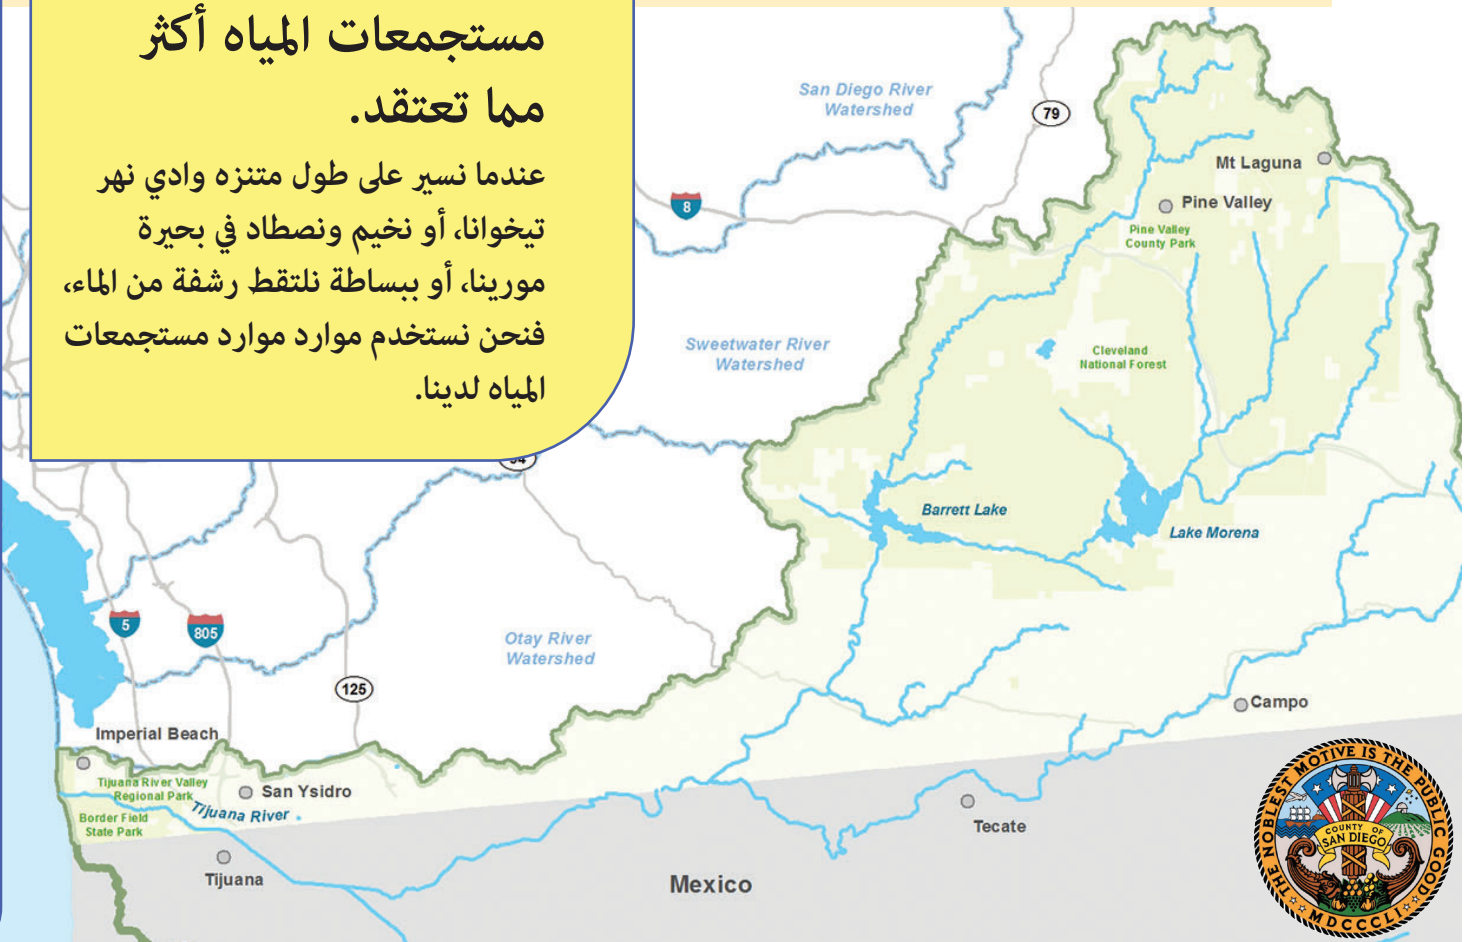 مستجمعات المياه أكثر
مما تعتقد.
عندما نسير على طول متنزه وادي نهر
تيخوانا، أو نخيم ونصطاد في بحيرة
مورينا، أو ببساطة نلتقط رشفة من الماء،
فنحن نستخدم موارد موارد مستجمعات
المياه لدينا.
San Diego River
Watershed
79
Mt Laguna
8
Pine Valley
Pine Valley
County Park
Sweetwater River
Watershed
Cleveland
National Forest
Barrett Lake
Lake Morena
5
805
Otay River
Watershed
125
Campo
Imperial Beach
Tijuana River Valley
Regional Park
San Ysidro
Tijuana River
Border Field
State Park
Tecate
Tijuana
Mexico
THE NOBLEST MOTIVE IS THE PUBLIC GOOD
COUNTY OF
SAN DIEGO
MDCCCLI